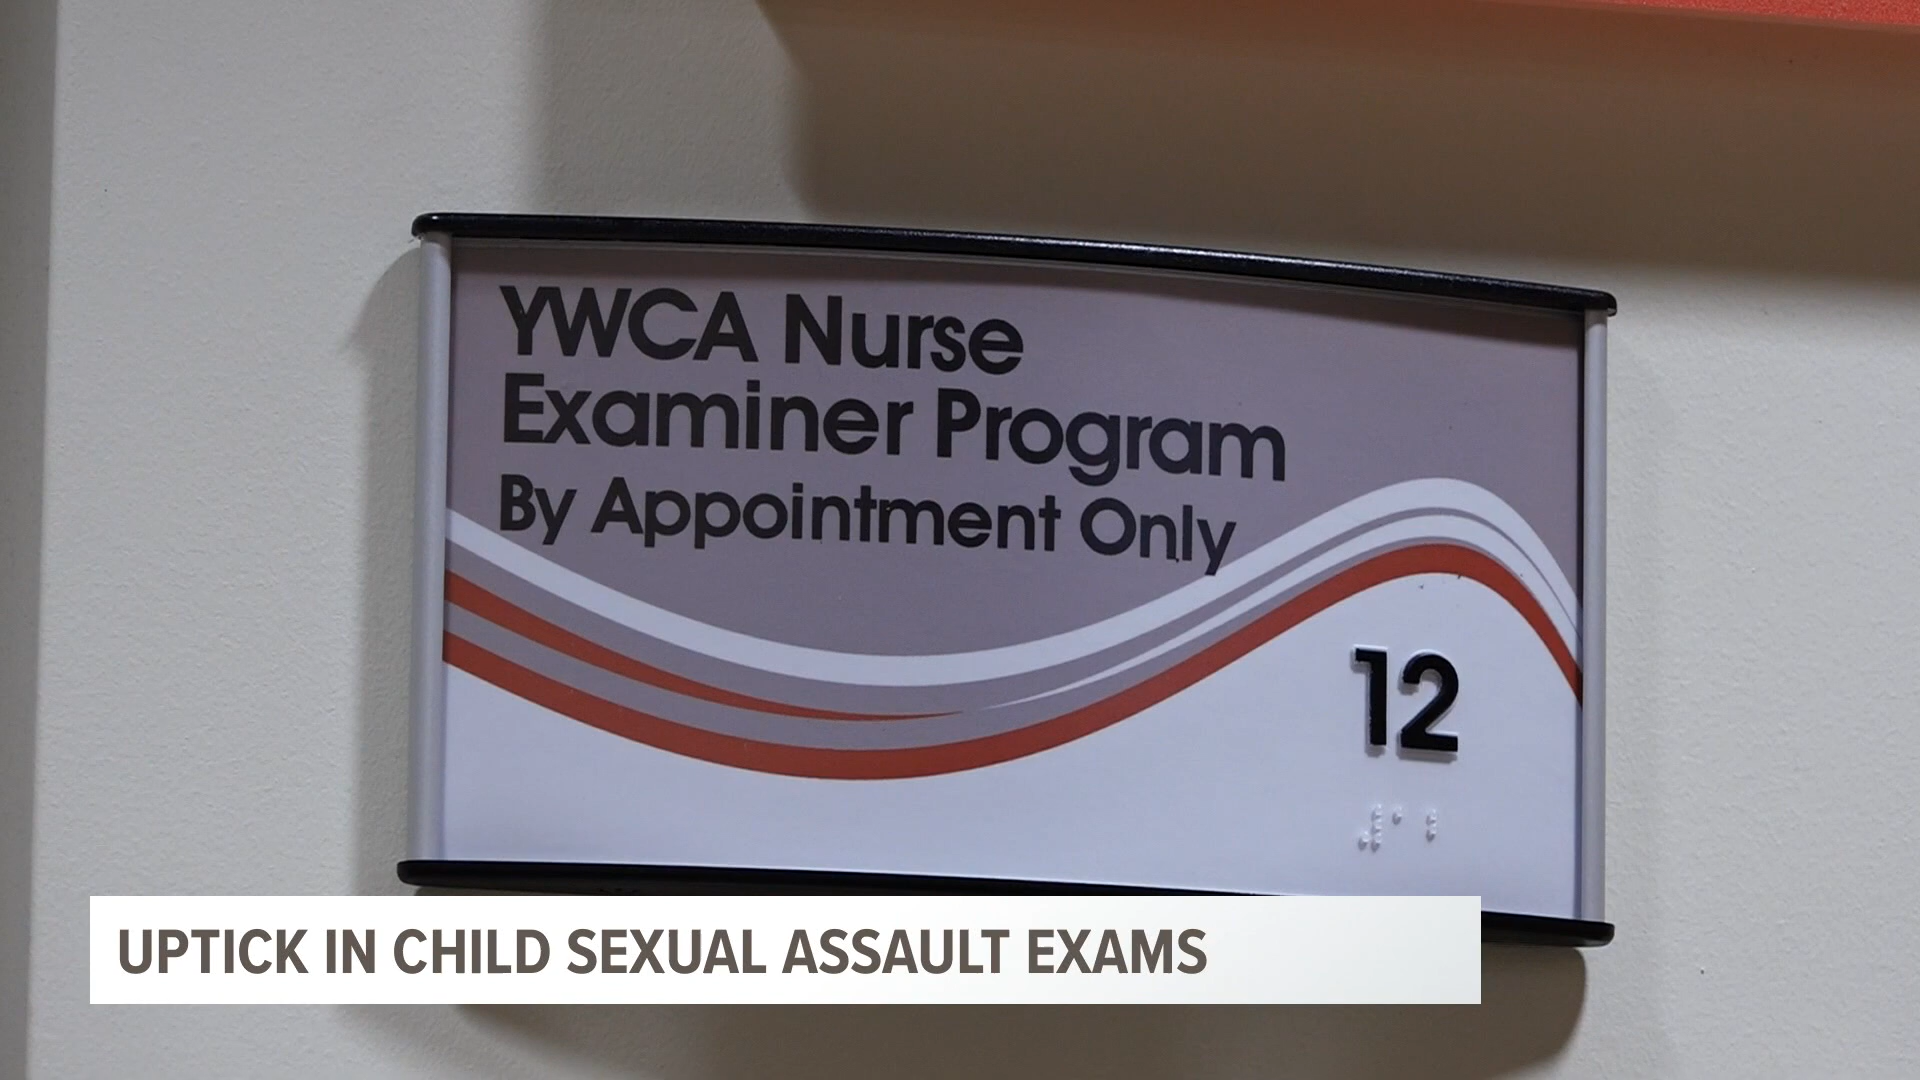 YWCA Nurse
Examiner Program
By Appointment Only
12
UPTICK IN CHILD SEXUAL ASSAULT EXAMS